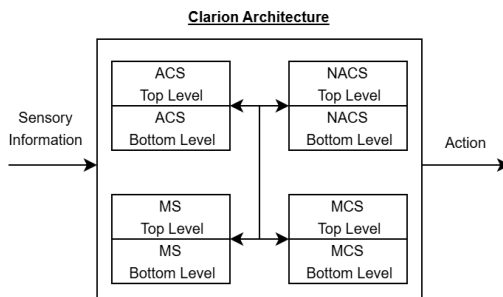 Clarion Architecture
ACS
Top Level
ACS
Bottom Level
NACS
Top Level
NACS
Bottom Level
Sensory
Information
Action
MS
Top Level
MS
Bottom Level
MCS
Top Level
MCS
Bottom Level